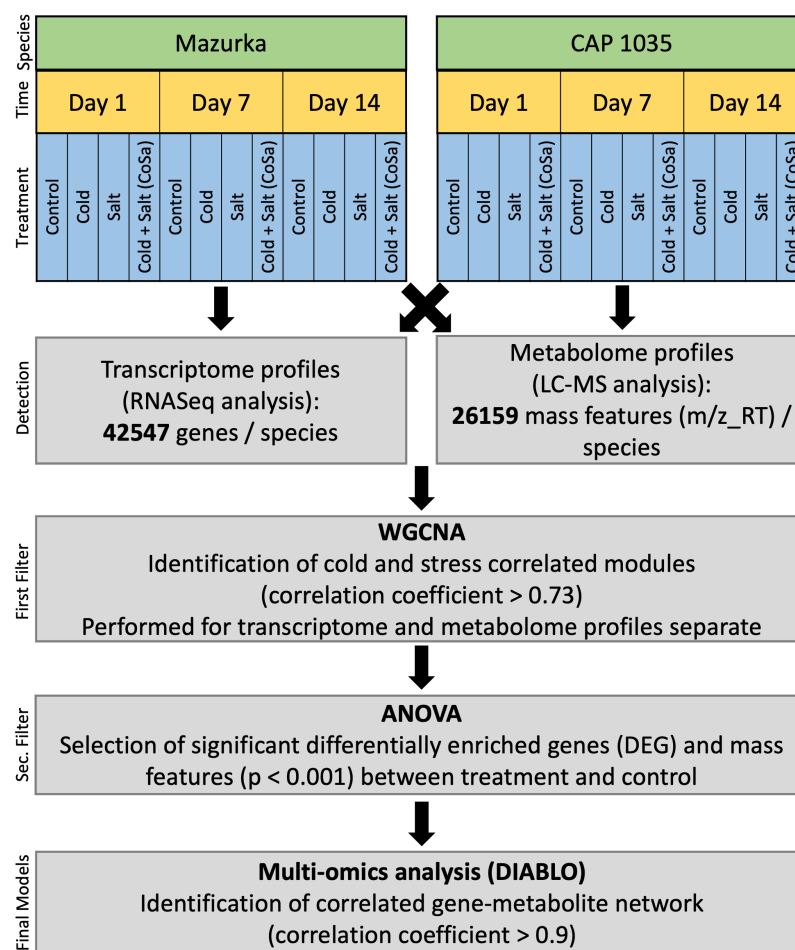 Species
Mazurka
CAP 1035
Time
Day 1
Day 7
Day 14
Day 1
Day 7
Day 14
Treatment
Control
Cold
Salt
Cold + Salt (CoSa)
Control
Cold
Salt
Cold + Salt (CoSa)
Control
Cold
Salt
Cold + Salt (CoSa)
Control
Cold
Salt
Cold + Salt (CoSa)
Control
Cold
Salt
Cold + Salt (CoSa)
Control
Cold
Salt
Cold + Salt (CoSa)
Detection
Transcriptome profiles
(RNASeq analysis):
42547 genes / species
Metabolome profiles
(LC-MS analysis):
26159 mass features (m/z_RT) /
species
First Filter
WGCNA
Identification of cold and stress correlated modules
(correlation coefficient > 0.73)
Performed for transcriptome and metabolome profiles separate
Sec. Filter
ANOVA
Selection of significant differentially enriched genes (DEG) and mass
features (p < 0.001) between treatment and control
Final Models
Multi-omics analysis (DIABLO)
Identification of correlated gene-metabolite network
(correlation coefficient > 0.9)